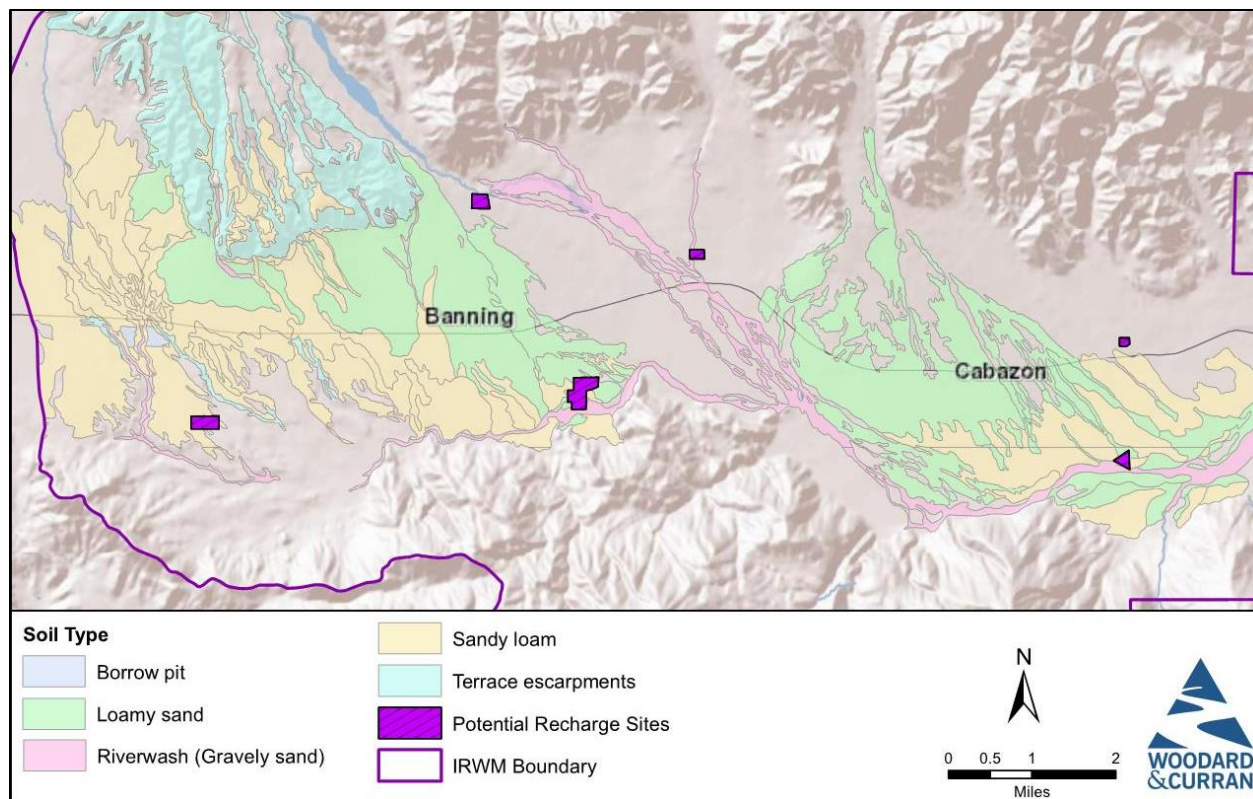 Banning
Cabazon
Soil Type
Borrow pit
Loamy sand
Riverwash (Gravely sand)
Sandy loam
Terrace escarpments
Potential Recharge Sites
IRWM Boundary
N
0 0.5 1 2
Miles
WOODARD
&CURRAN